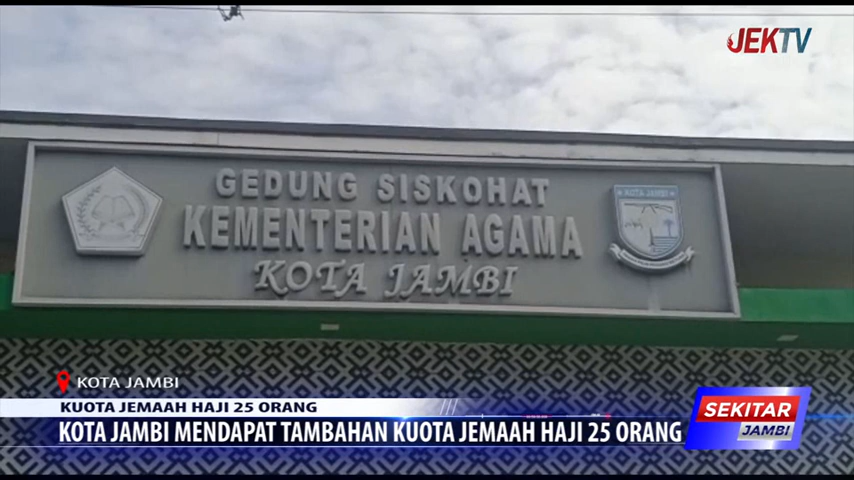 JEKTV
GEDUNG SISKOHAT
KEMENTERIAN AGAMA
KOTA JAMBI
KOTA JAMBI
KOTA JAMBI
KUOTA JEMAAH HAJI 25 ORANG
KOTA JAMBI MENDAPAT TAMBAHAN KUOTA JEMAAH HAJI 25 ORANG
SEKITAR
JAMBI